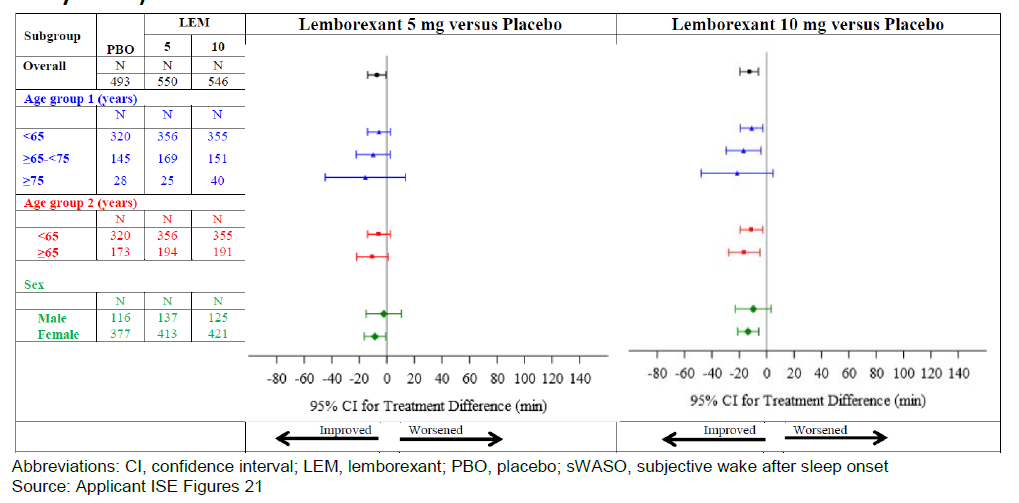 Subgroup PBO LEM Lemborexant 5 mg versus Placebo Lemborexant 10 mg versus Placebo
5 10
Overall N N N
493 550 546
Age group 1 (years)
N N N
<65 320 356 355
≥65-<75 145 169 151
≥75 28 25 40
Age group 2 (years)
N N N
<65 320 356 355
≥65 173 194 191
Sex
N N N
Male 116 137 125
Female 377 413 421
-80 -60 -40 -20 0 20 40 60 80 100 120 140 -80 -60 -40 -20 0 20 40 60 80 100 120 140
95% CI for Treatment Difference (min) 95% CI for Treatment Difference (min)
Improved Worsened Improved Worsened
Abbreviations: CI, confidence interval; LEM, lemborexant; PBO, placebo; sWASO, subjective wake after sleep onset
Source: Applicant ISE Figures 21